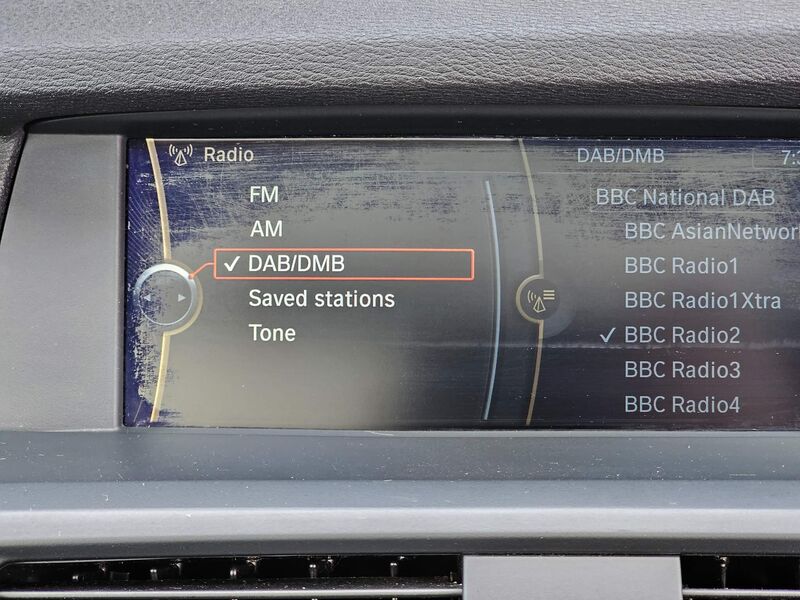 Radio
FM
AM
✓ DAB/DMB
Saved stations
Tone
DAB/DMB
BBC National DAB
BBC AsianNetwor
BBC Radio1
BBC Radio1Xtra
✓ BBC Radio2
BBC Radio3
BBC Radio4